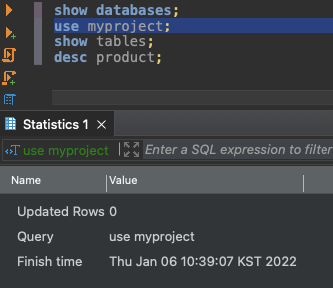 show databases;
use myproject;
show tables;
desc product;
Statistics 1
use myproject
Enter a SQL expression to filter
Name Value
Updated Rows 0
Query use myproject
Finish time Thu Jan 06 10:39:07 KST 2022